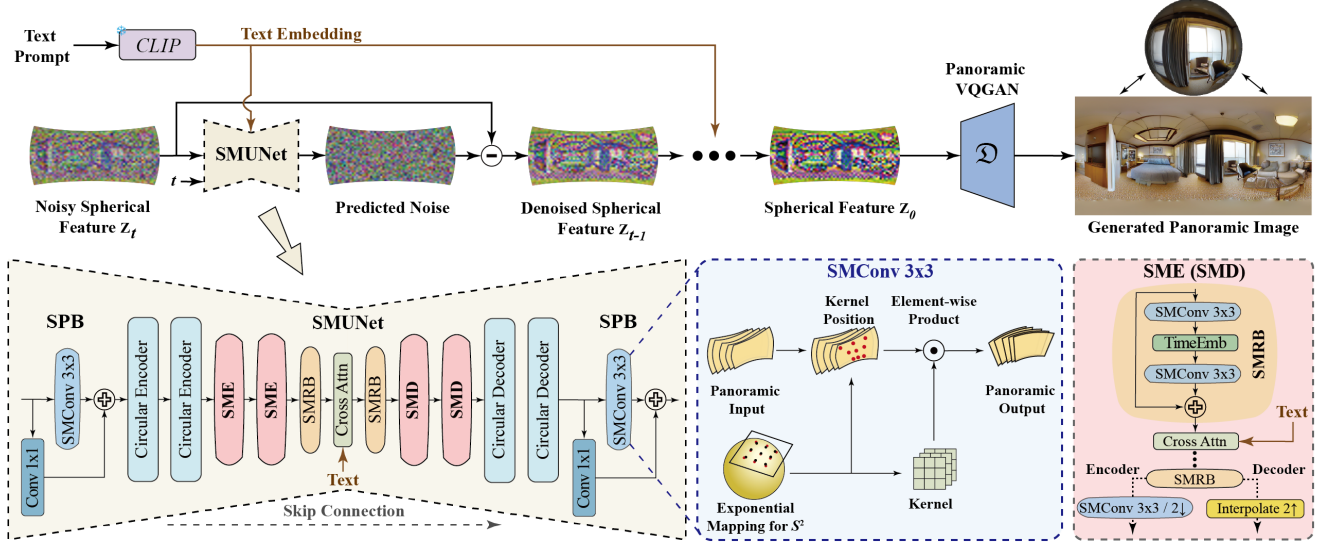 Text
Prompt
CLIP
Text Embedding
Panoramic
VQGAN
SMUNet
t
𝔇
Noisy Spherical
Feature Zt
Predicted Noise
Denoised Spherical
Feature Zt-1
Spherical Feature Z0
Generated Panoramic Image
SPB
SMUNet
SPB
SMConv 3x3
Conv 1x1
Circular Encoder
Circular Encoder
SME
SME
SMRB
Cross Attn
SMRB
SMD
SMD
Circular Decoder
Circular Decoder
SMConv 3x3
Conv 1x1
Text
Skip Connection
SMConv 3x3
Kernel
Position
Element-wise
Product
Panoramic
Input
Panoramic
Output
Exponential
Mapping for S²
Kernel
SME (SMD)
SMConv 3x3
TimeEmb
SMConv 3x3
SMRB
Text
Cross Attn
Encoder
Decoder
SMRB
SMConv 3x3 / 2↓
Interpolate 2↑